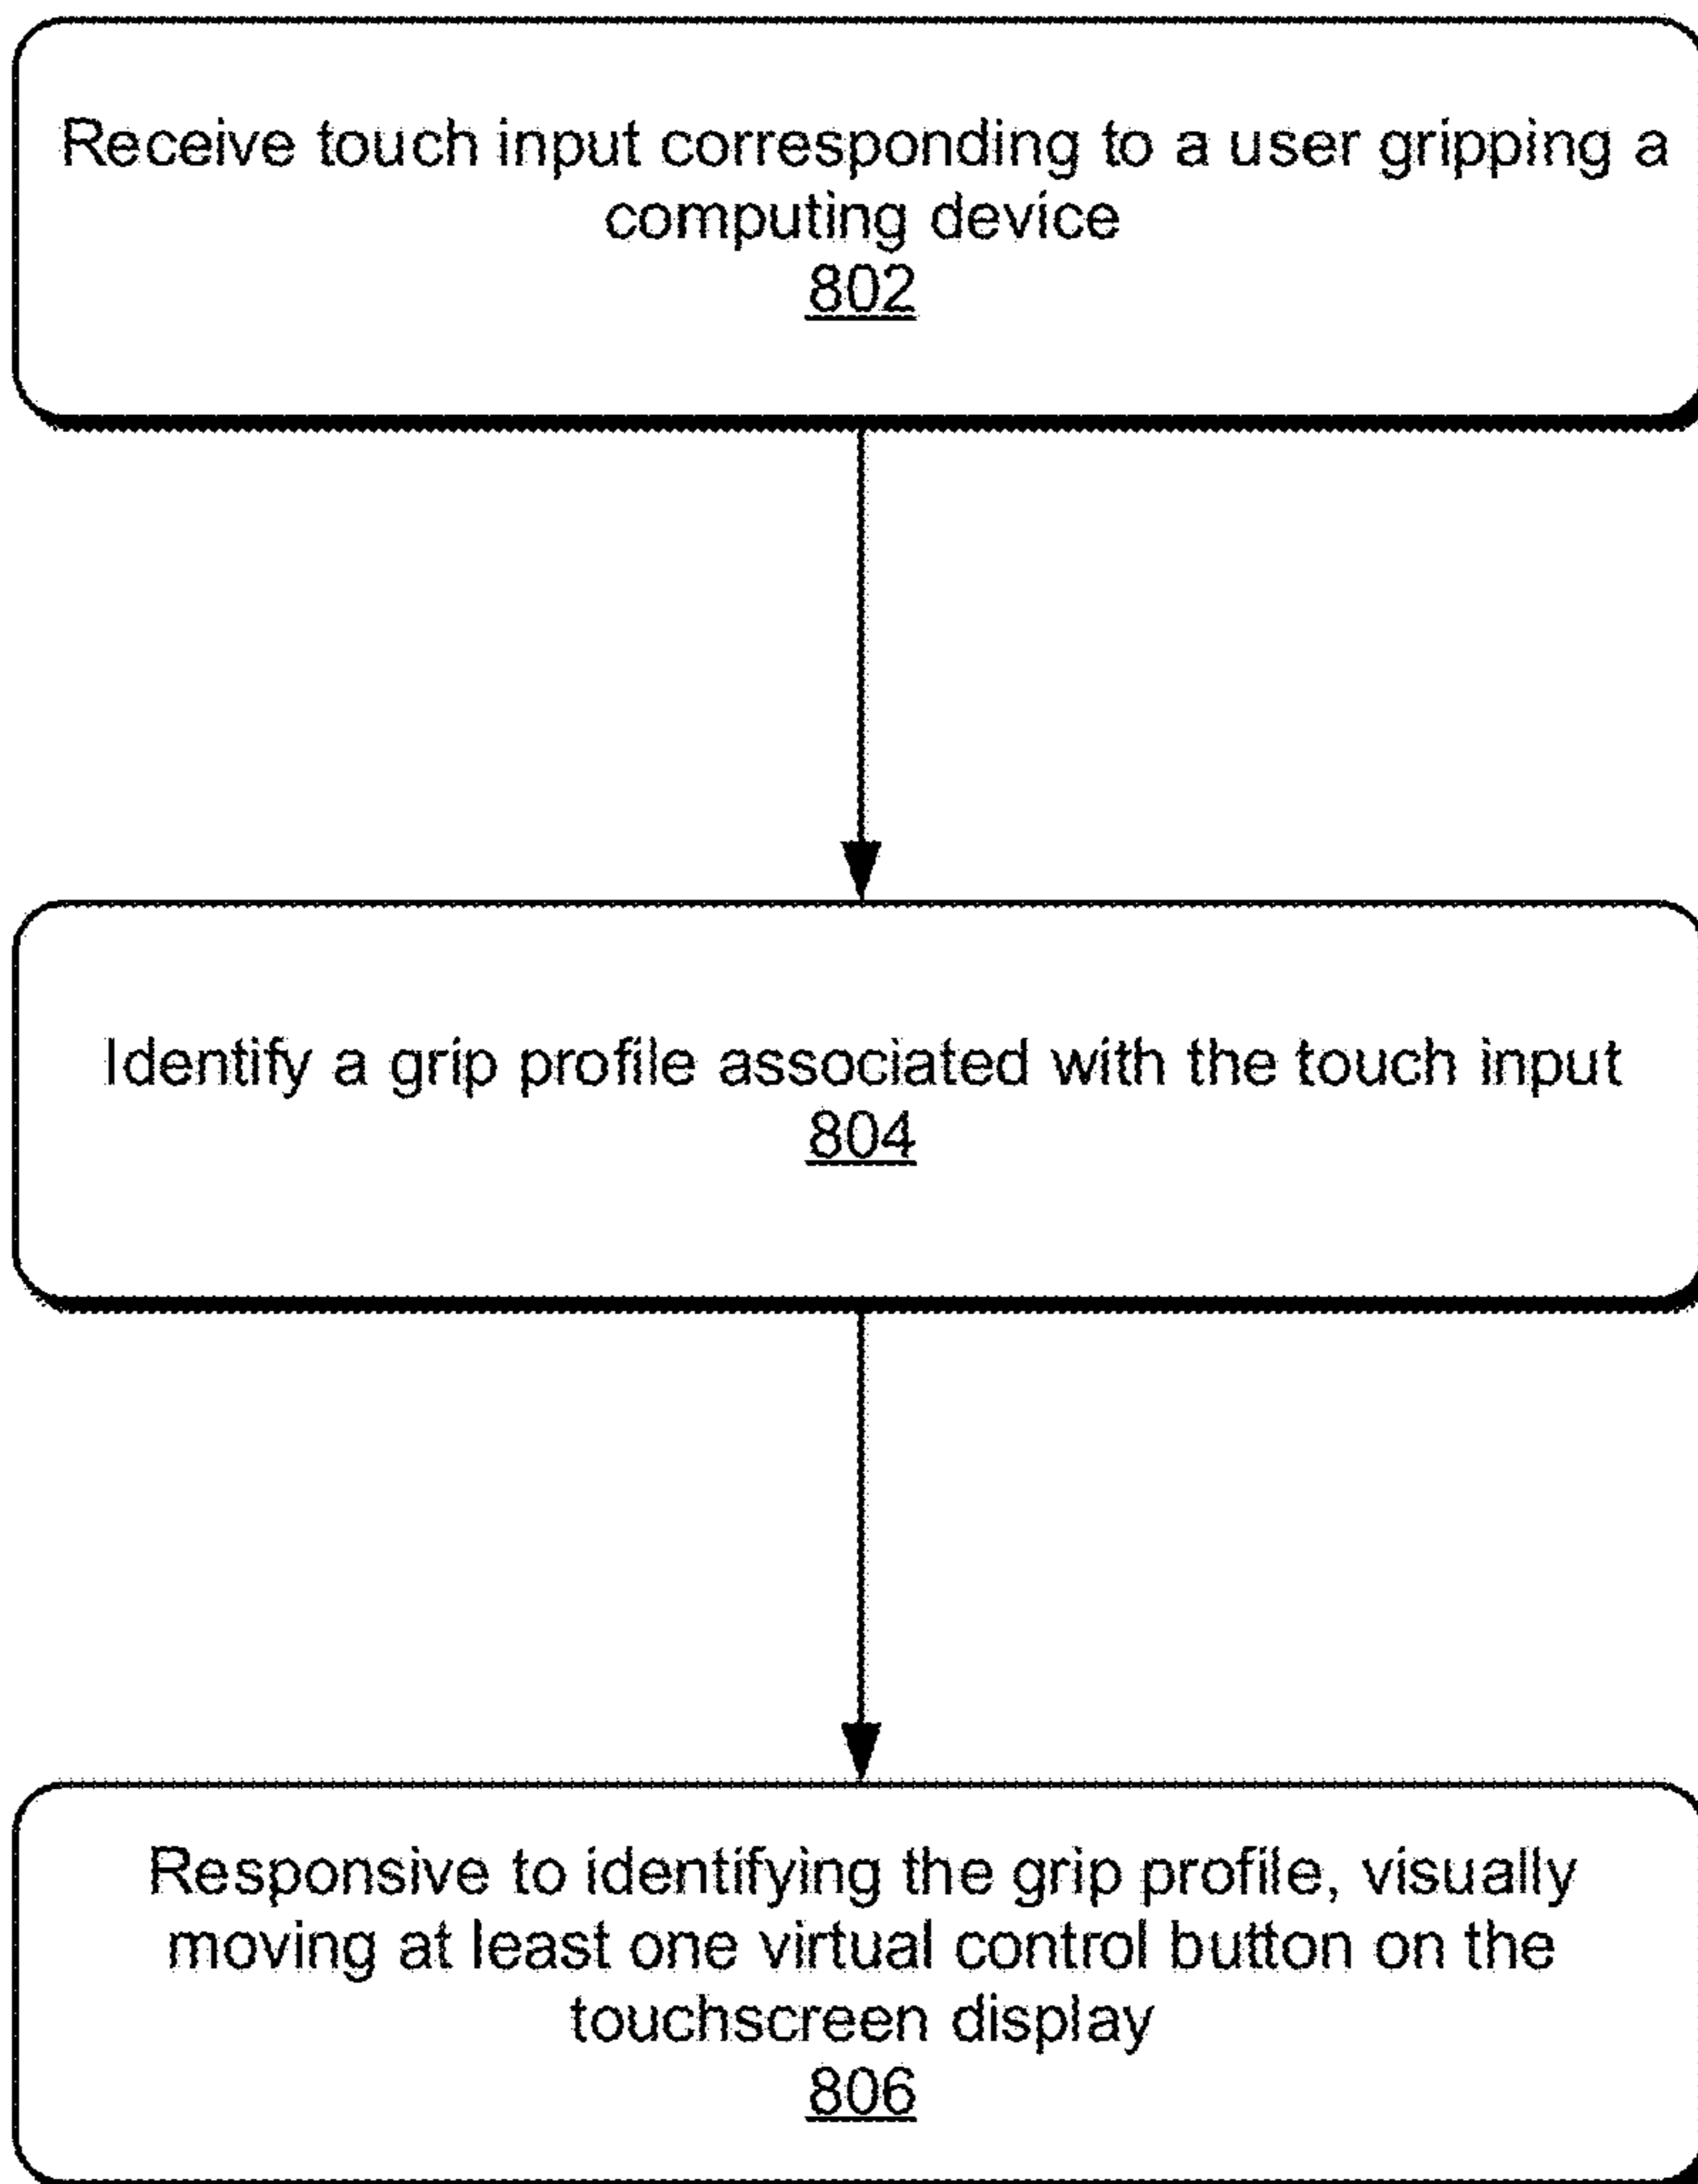 Receive touch input corresponding to a user gripping a
computing device
802
Identify a grip profile associated with the touch input
804
Responsive to identifying the grip profile, visually
moving at least one virtual control button on the
touchscreen display
806